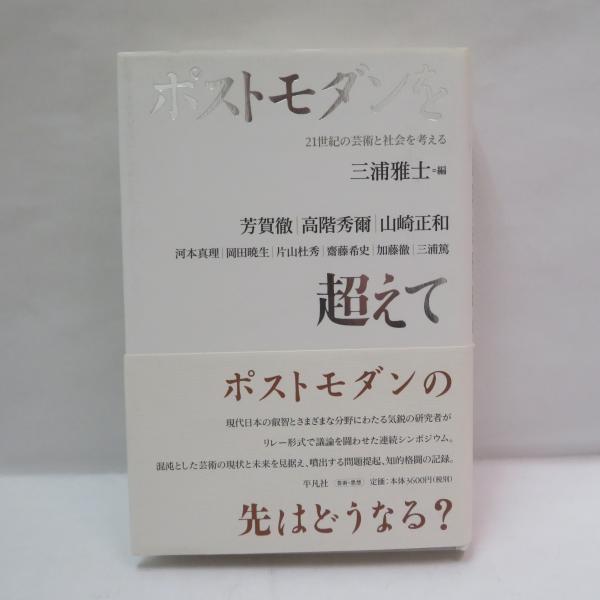 ポストモダンを
21世紀の芸術と社会を考える
三浦雅士=編
芳賀徹|高階秀爾|山崎正和
河本真理|岡田暁生|片山杜秀|齋藤希史|加藤徹|三浦篤
超えて
ポストモダンの
現代日本の叡智とさまざまな分野にわたる気鋭の研究者が
リレー形式で議論を闘わせた連続シンポジウム。
混沌とした芸術の現状と未来を見据え、噴出する問題提起、知的格闘の記録。
平凡社 芸術・思想 定価:本体3600円(税別)
先はどうなる?